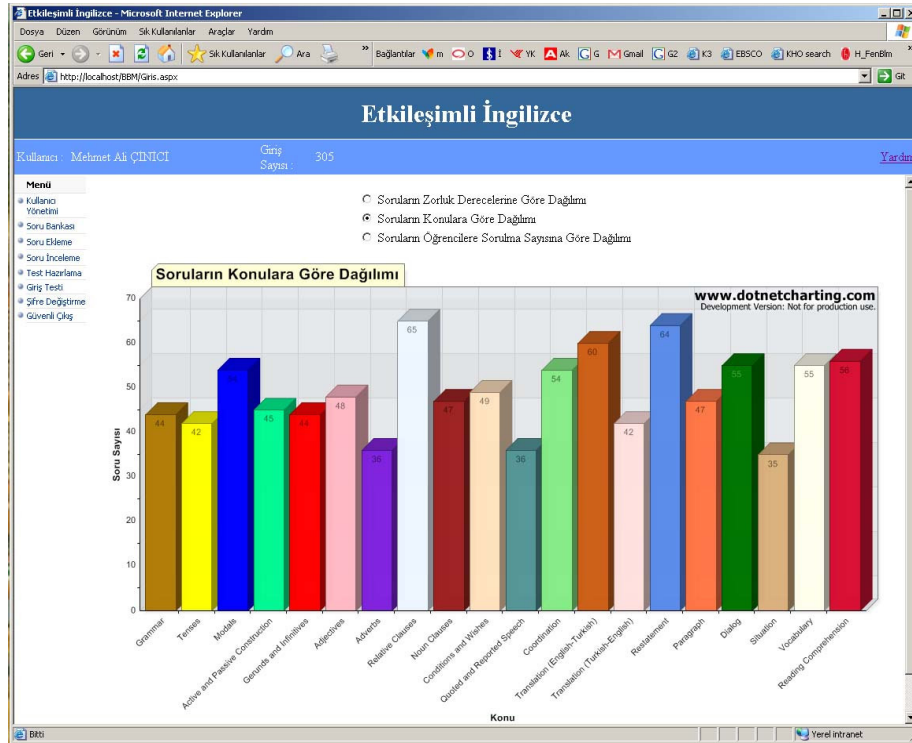 Etkileşimli İngilizce - Microsoft Internet Explorer
Dosya Düzen Görünüm Sık Kullanılanlar Araçlar Yardım
Geri Sık Kullanılanlar Ara » Bağlantılar m O I YK Ak G Gmail G2 K3 EBSCO KHO search H_FenBlm »
Adres http://localhost/BBM/Giris.aspx Git
Etkileşimli İngilizce
Kullanıcı : Mehmet Ali ÇİNİCİ Giriş Sayısı : 305 Yardım
Menü
Kullanıcı
Yönetimi
Soru Bankası
Soru Ekleme
Soru İnceleme
Test Hazırlama
Giriş Testi
Şifre Değiştirme
Güvenli Çıkış
Soruların Zorluk Derecelerine Göre Dağılımı
Soruların Konulara Göre Dağılımı
Soruların Öğrencilere Sorulma Sayısına Göre Dağılımı
Soruların Konulara Göre Dağılımı
www.dotnetcharting.com
Development Version: Not for production use.
Soru Sayısı
70
60
50
40
30
20
10
0
44 42 45 44 48 36 65 47 49 36 54 60 42 64 47 55 35 55 56
Grammar
Tenses
Modals
Active and Passive Construction
Gerunds and Infinitives
Adjectives
Adverbs
Relative Clauses
Noun Clauses
Conditions and Wishes
Quoted and Reported Speech
Coordination
Translation (English-Turkish)
Translation (Turkish-English)
Restatement
Paragraph
Dialog
Situation
Vocabulary
Reading Comprehension
Konu
Bitti Yerel intranet